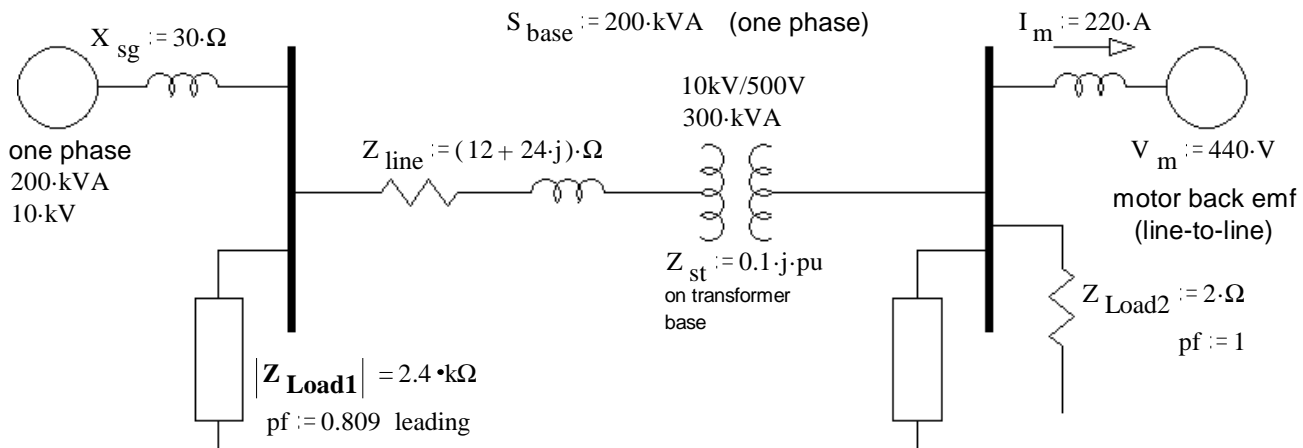 S base := 200·kVA (one phase)
X sg := 30·Ω
I m := 220·A
10kV/500V
300·kVA
one phase
200·kVA
10·kV
Z line := (12 + 24·j)·Ω
V m := 440·V
motor back emf
(line-to-line)
Z st := 0.1·j·pu
on transformer
base
Z Load2 := 2·Ω
pf := 1
|Z Load1| = 2.4•kΩ
pf := 0.809 leading